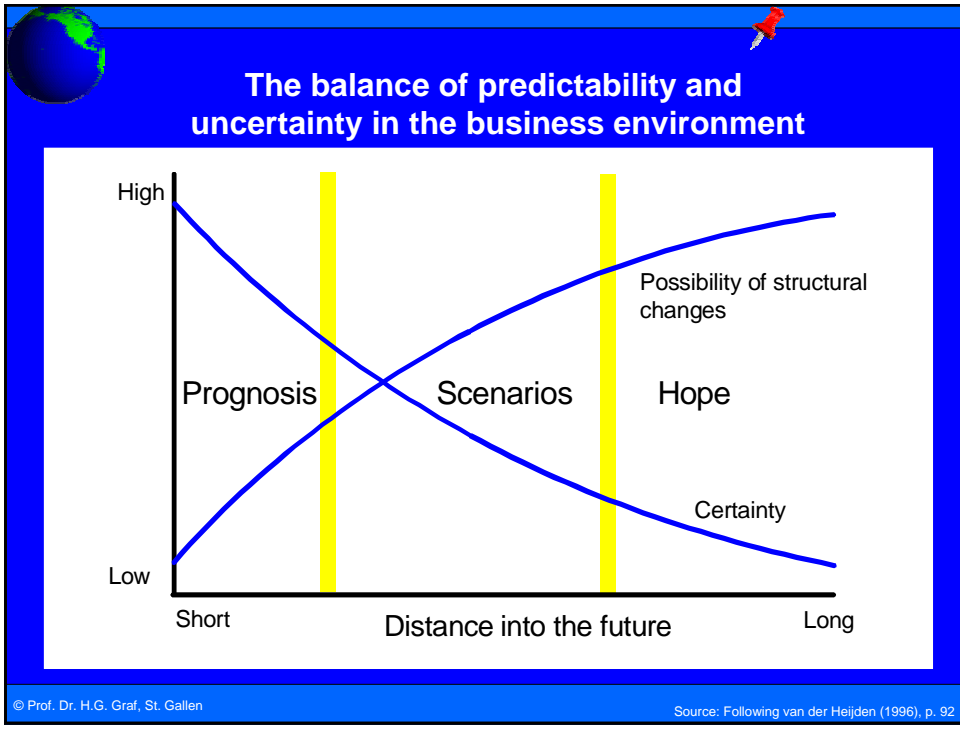 The balance of predictability and
uncertainty in the business environment
High
Possibility of structural
changes
Prognosis
Scenarios
Hope
Certainty
Low
Short
Distance into the future
Long
© Prof. Dr. H.G. Graf, St. Gallen
Source: Following van der Heijden (1996), p. 92